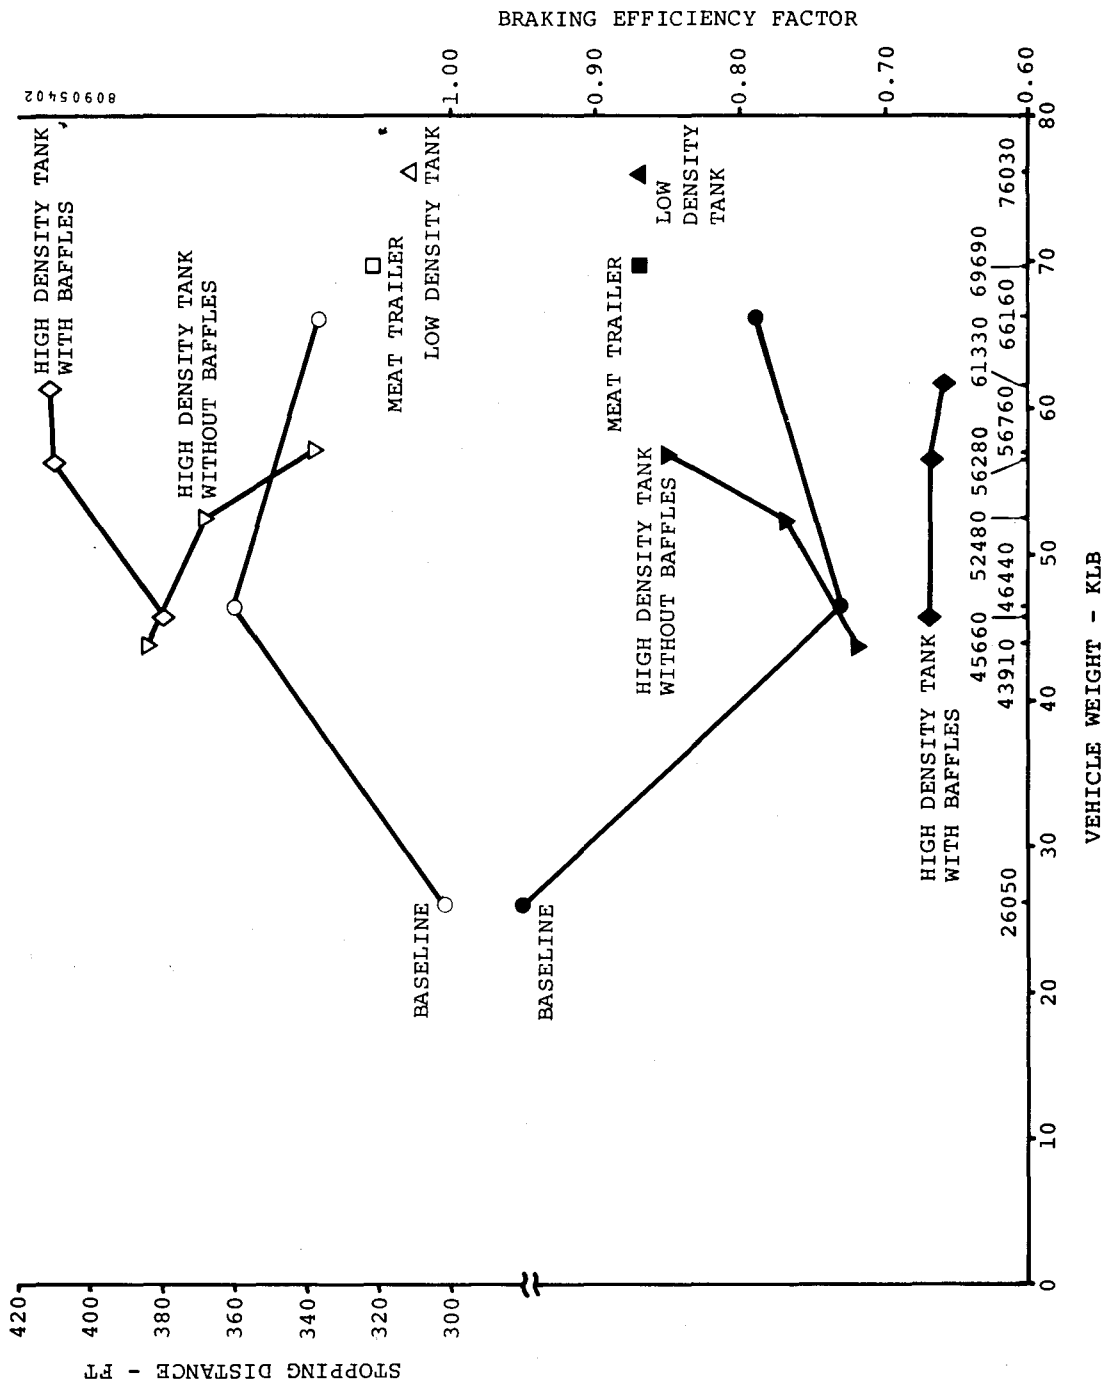 BRAKING EFFICIENCY FACTOR
1.00
0.90
0.80
0.70
0.60
80905402
HIGH DENSITY TANK
WITH BAFFLES
HIGH DENSITY TANK
WITHOUT BAFFLES
MEAT TRAILER
LOW DENSITY TANK
BASELINE
LOW
DENSITY
TANK
MEAT TRAILER
HIGH DENSITY TANK
WITHOUT BAFFLES
BASELINE
HIGH DENSITY TANK
WITH BAFFLES
420
400
380
360
340
320
300
STOPPING DISTANCE - FT
26050
43910
45660
46440
52480
56280
56760
61330
66160
69690
76030
0
10
20
30
40
50
60
70
80
VEHICLE WEIGHT - KLB